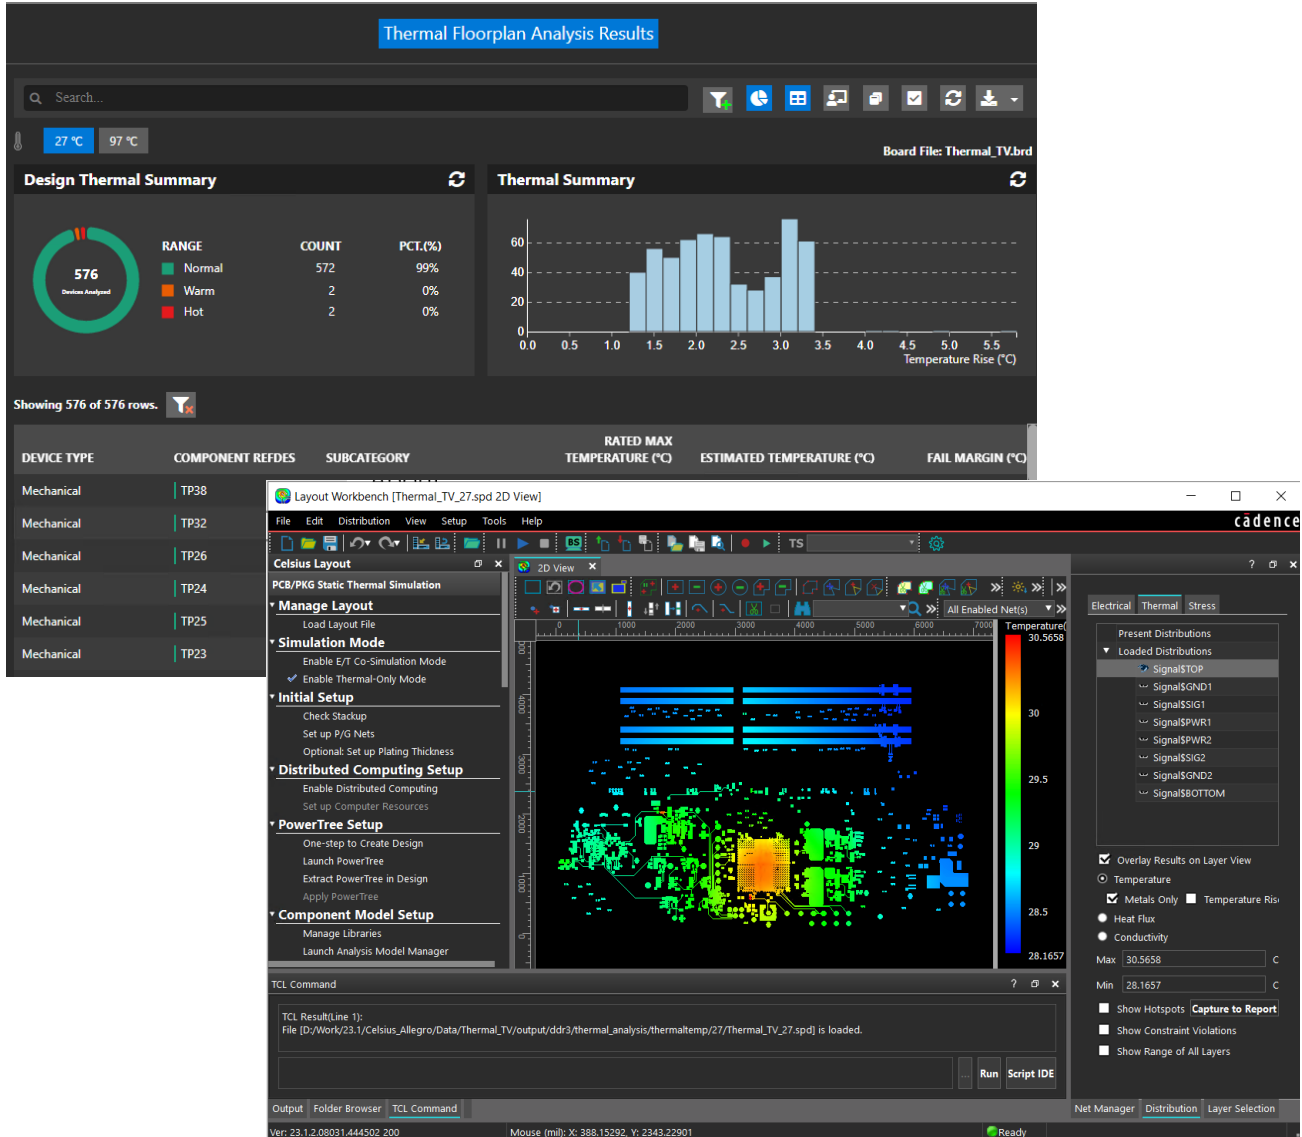 Thermal Floorplan Analysis Results
Search...
27 °C 97 °C
Board File: Thermal_TV.brd
Design Thermal Summary
576
Devices Analyzed
RANGE COUNT PCT.(%)
Normal 572 99%
Warm 2 0%
Hot 2 0%
Thermal Summary
60
40
20
0
0.0 0.5 1.0 1.5 2.0 2.5 3.0 3.5 4.0 4.5 5.0 5.5
Temperature Rise (°C)
Showing 576 of 576 rows.
DEVICE TYPE COMPONENT REFDES SUBCATEGORY RATED MAX TEMPERATURE (°C) ESTIMATED TEMPERATURE (°C) FAIL MARGIN (°C)
Mechanical TP38
Mechanical TP32
Mechanical TP26
Mechanical TP24
Mechanical TP25
Mechanical TP23
Layout Workbench [Thermal_TV_27.spd 2D View]
File Edit Distribution View Setup Tools Help
cādence
BS TS
Celsius Layout
PCB/PKG Static Thermal Simulation
Manage Layout
Load Layout File
Simulation Mode
Enable E/T Co-Simulation Mode
Enable Thermal-Only Mode
Initial Setup
Check Stackup
Set up P/G Nets
Optional: Set up Plating Thickness
Distributed Computing Setup
Enable Distributed Computing
Set up Computer Resources
PowerTree Setup
One-step to Create Design
Launch PowerTree
Extract PowerTree in Design
Apply PowerTree
Component Model Setup
Manage Libraries
Launch Analysis Model Manager
2D View
All Enabled Net(s)
0 1000 2000 3000 4000 5000 6000 7000
4000
3000
2000
1000
0
Temperature(
30.5658
30
29.5
29
28.5
28.1657
Electrical Thermal Stress
Present Distributions
Loaded Distributions
Signal$TOP
Signal$GND1
Signal$SIG1
Signal$PWR1
Signal$PWR2
Signal$SIG2
Signal$GND2
Signal$BOTTOM
Overlay Results on Layer View
Temperature
Metals Only Temperature Ris
Heat Flux
Conductivity
Max 30.5658 C
Min 28.1657 C
Show Hotspots Capture to Report
Show Constraint Violations
Show Range of All Layers
TCL Command
TCL Result(Line 1):
File [D:/Work/23.1/Celsius_Allegro/Data/Thermal_TV/output/ddr3/thermal_analysis/thermaltemp/27/Thermal_TV_27.spd] is loaded.
... Run Script IDE
Output Folder Browser TCL Command
Net Manager Distribution Layer Selection
Ver: 23.1.2.08031.444502 200
Mouse (mil): X: 388.15292, Y: 2343.22901
Ready